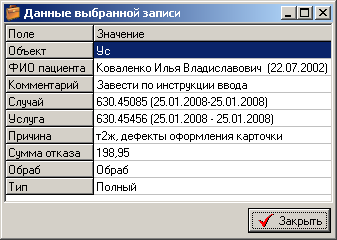 Данные выбранной записи
Поле Значение
Объект Ус
ФИО пациента Коваленко Илья Владиславович (22.07.2002)
Комментарий Завести по инструкции ввода
Случай 630.45085 (25.01.2008-25.01.2008)
Услуга 630.45456 (25.01.2008 - 25.01.2008)
Причина т2ж, дефекты оформления карточки
Сумма отказа 198,95
Обраб Обраб
Тип Полный
Закрыть